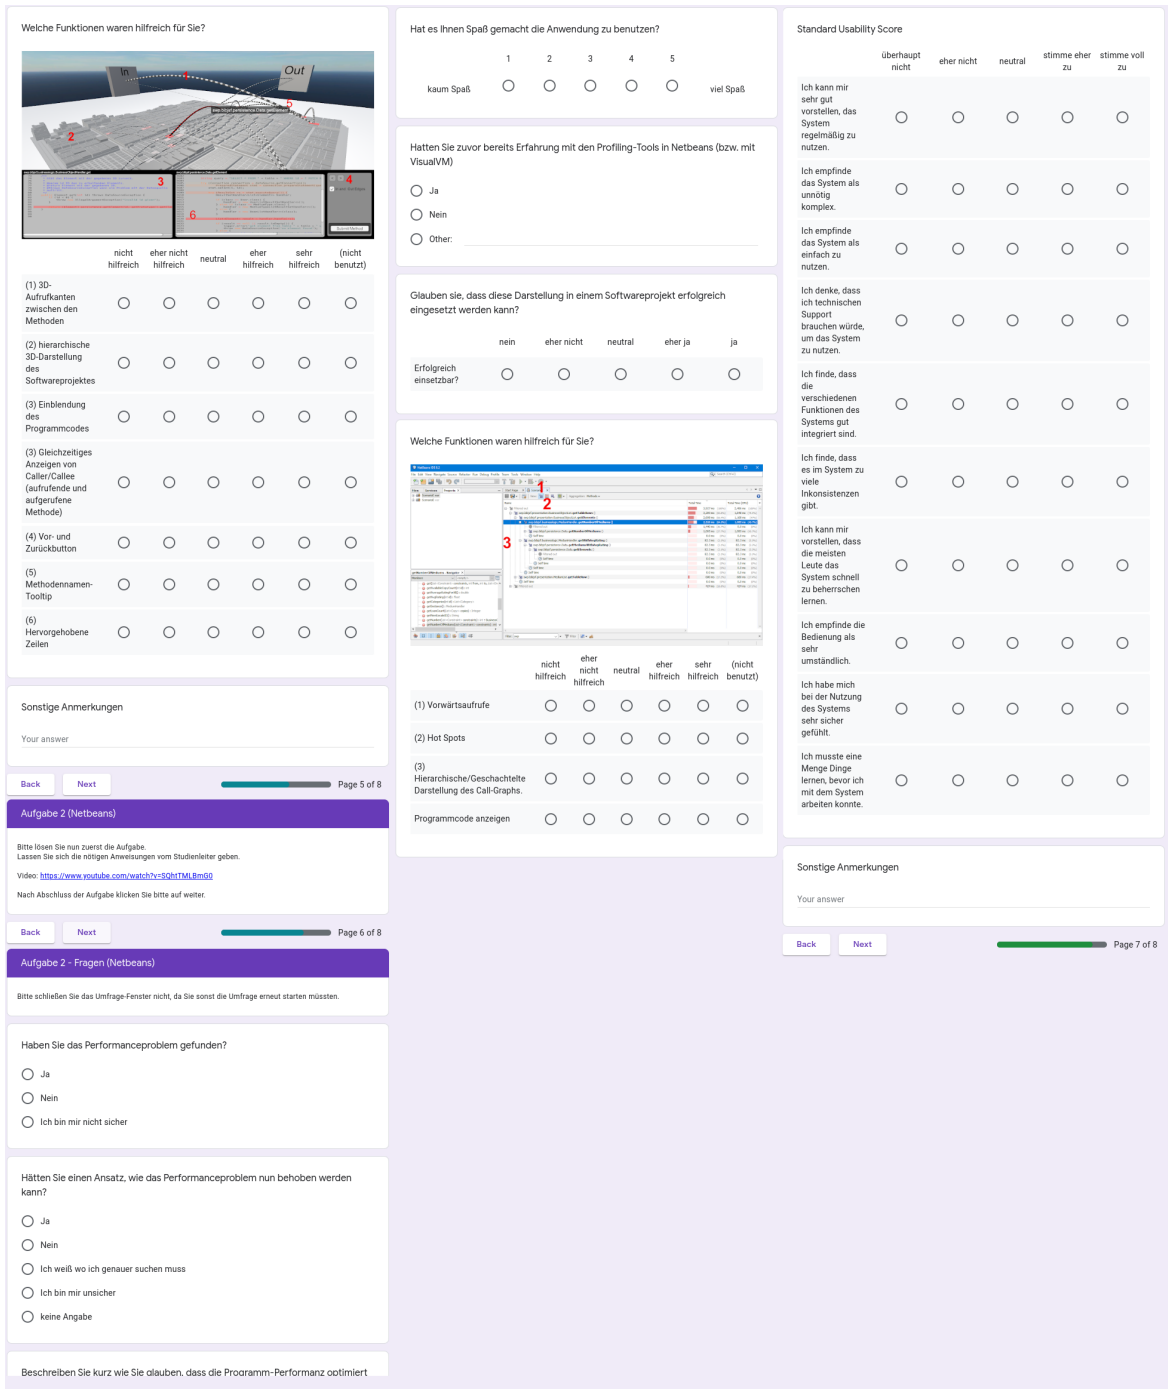 Welche Funktionen waren hilfreich für Sie?
In
Out
1
5
2
3
4
6
nicht hilfreich
eher nicht hilfreich
neutral
eher hilfreich
sehr hilfreich
(nicht benutzt)
(1) 3D-
Aufrufkanten
zwischen den
Methoden
(2) hierarchische
3D-Darstellung
des
Softwareprojektes
(3) Einblendung
des
Programmcodes
(3) Gleichzeitiges
Anzeigen von
Caller/Callee
(aufrufende und
aufgerufene
Methode)
(4) Vor- und
Zurückbutton
(5)
Methodennamen-
Tooltip
(6)
Hervorgehobene
Zeilen
Sonstige Anmerkungen
Your answer
Back
Next
Page 5 of 8
Aufgabe 2 (Netbeans)
Bitte lösen Sie nun zuerst die Aufgabe.
Lassen Sie sich die nötigen Anweisungen vom Studienleiter geben.
Video: https://www.youtube.com/watch?v=SQhtTMLBmG0
Nach Abschluss der Aufgabe klicken Sie bitte auf weiter.
Back
Next
Page 6 of 8
Aufgabe 2 - Fragen (Netbeans)
Bitte schließen Sie das Umfrage-Fenster nicht, da Sie sonst die Umfrage erneut starten müssten.
Haben Sie das Performanceproblem gefunden?
Ja
Nein
Ich bin mir nicht sicher
Hätten Sie einen Ansatz, wie das Performanceproblem nun behoben werden
kann?
Ja
Nein
Ich weiß wo ich genauer suchen muss
Ich bin mir unsicher
keine Angabe
Beschreiben Sie kurz wie Sie glauben, dass die Programm-Performanz optimiert
Hat es Ihnen Spaß gemacht die Anwendung zu benutzen?
1 2 3 4 5
kaum Spaß
viel Spaß
Hatten Sie zuvor bereits Erfahrung mit den Profiling-Tools in Netbeans (bzw. mit
VisualVM)
Ja
Nein
Other:
Glauben sie, dass diese Darstellung in einem Softwareprojekt erfolgreich
eingesetzt werden kann?
nein eher nicht neutral eher ja ja
Erfolgreich
einsetzbar?
Welche Funktionen waren hilfreich für Sie?
1
2
3
nicht hilfreich
eher nicht hilfreich
neutral
eher hilfreich
sehr hilfreich
(nicht benutzt)
(1) Vorwärtsaufrufe
(2) Hot Spots
(3)
Hierarchische/Geschachtelte
Darstellung des Call-Graphs.
Programmcode anzeigen
Standard Usability Score
überhaupt nicht
eher nicht
neutral
stimme eher zu
stimme voll zu
Ich kann mir
sehr gut
vorstellen, das
System
regelmäßig zu
nutzen.
Ich empfinde
das System als
unnötig
komplex.
Ich empfinde
das System als
einfach zu
nutzen.
Ich denke, dass
ich technischen
Support
brauchen würde,
um das System
zu nutzen.
Ich finde, dass
die
verschiedenen
Funktionen des
Systems gut
integriert sind.
Ich finde, dass
es im System zu
viele
Inkonsistenzen
gibt.
Ich kann mir
vorstellen, dass
die meisten
Leute das
System schnell
zu beherrschen
lernen.
Ich empfinde die
Bedienung als
sehr
umständlich.
Ich habe mich
bei der Nutzung
des Systems
sehr sicher
gefühlt.
Ich musste eine
Menge Dinge
lernen, bevor ich
mit dem System
arbeiten konnte.
Sonstige Anmerkungen
Your answer
Back
Next
Page 7 of 8